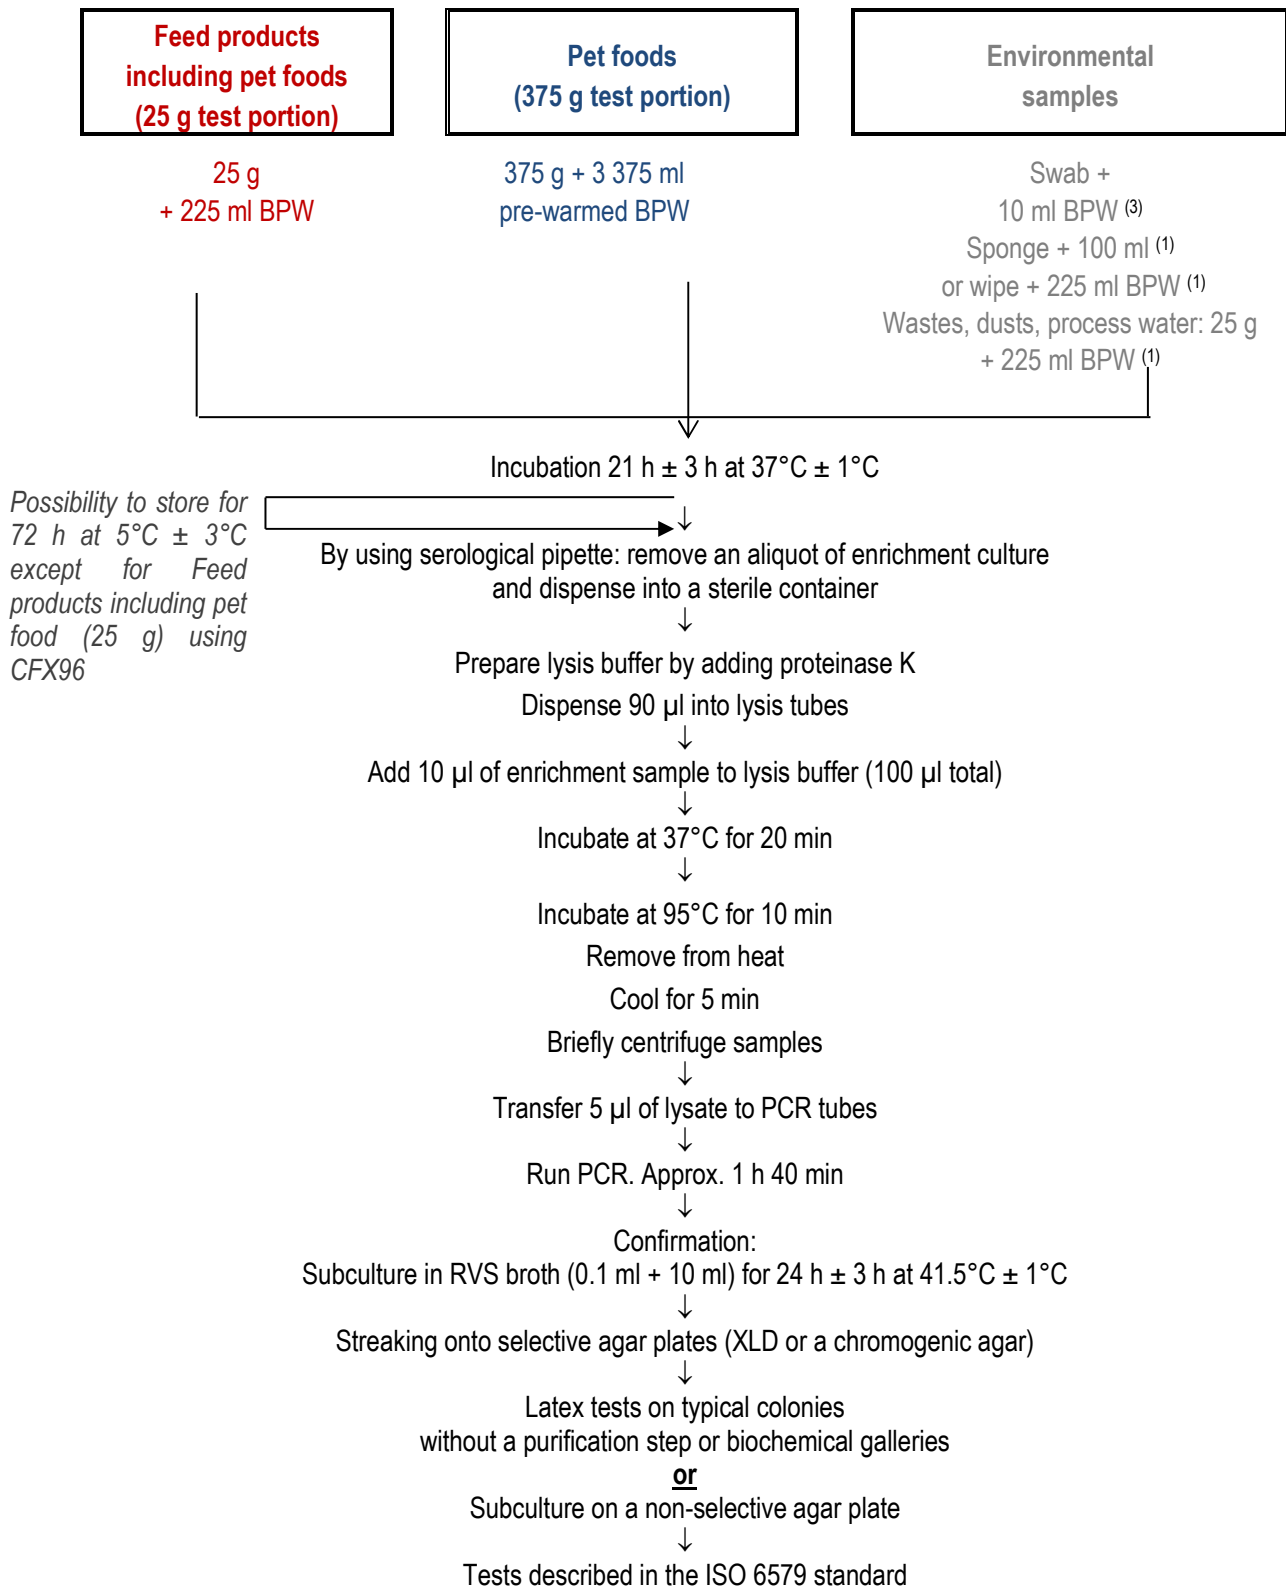 Feed products
including pet foods
(25 g test portion)
Pet foods
(375 g test portion)
Environmental
samples
25 g
+ 225 ml BPW
375 g + 3 375 ml
pre-warmed BPW
Swab +
10 ml BPW (3)
Sponge + 100 ml (1)
or wipe + 225 ml BPW (1)
Wastes, dusts, process water: 25 g
+ 225 ml BPW (1)
Incubation 21 h ± 3 h at 37°C ± 1°C
Possibility to store for
72 h at 5°C ± 3°C
except for Feed
products including pet
food (25 g) using
CFX96
By using serological pipette: remove an aliquot of enrichment culture
and dispense into a sterile container
Prepare lysis buffer by adding proteinase K
Dispense 90 µl into lysis tubes
Add 10 µl of enrichment sample to lysis buffer (100 µl total)
Incubate at 37°C for 20 min
Incubate at 95°C for 10 min
Remove from heat
Cool for 5 min
Briefly centrifuge samples
Transfer 5 µl of lysate to PCR tubes
Run PCR. Approx. 1 h 40 min
Confirmation:
Subculture in RVS broth (0.1 ml + 10 ml) for 24 h ± 3 h at 41.5°C ± 1°C
Streaking onto selective agar plates (XLD or a chromogenic agar)
Latex tests on typical colonies
without a purification step or biochemical galleries
or
Subculture on a non-selective agar plate
Tests described in the ISO 6579 standard